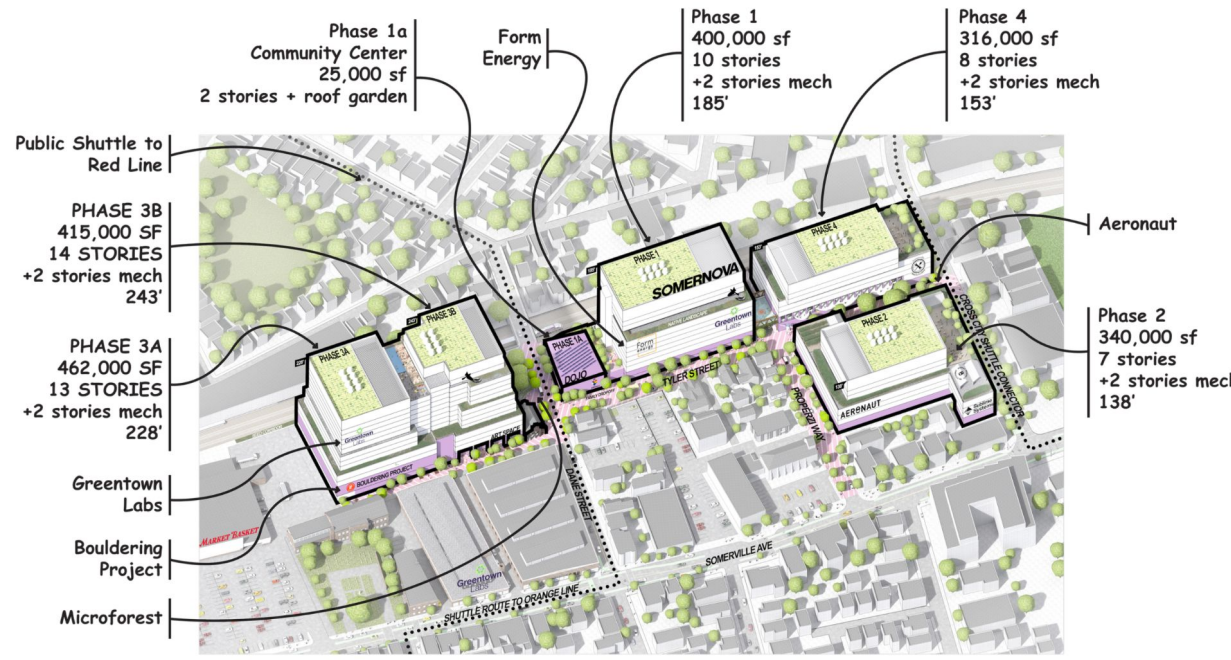 Phase 1a
Community Center
25,000 sf
2 stories + roof garden
Form
Energy
Phase 1
400,000 sf
10 stories
+2 stories mech
185'
Phase 4
316,000 sf
8 stories
+2 stories mech
153'
Public Shuttle to
Red Line
PHASE 3B
415,000 SF
14 STORIES
+2 stories mech
243'
PHASE 3A
462,000 SF
13 STORIES
+2 stories mech
228'
Greentown
Labs
Bouldering
Project
Microforest
Aeronaut
Phase 2
340,000 sf
7 stories
+2 stories mech
138'
PHASE 1
SOMERNOVA
Greentown
Labs
Form
energy
PHASE 4
PHASE 2
AERONAUT
PHASE 1A
DOJO
PHASE 3B
PHASE 3A
Greentown
Labs
ART SPACE
BOULDERING PROJECT
TYLER STREET
PROPERZI WAY
CROSS CITY SHUTTLE CONNECTOR
DANE STREET
SOMERVILLE AVE
SHUTTLE ROUTE TO ORANGE LINE
MARKET BASKET
Greentown
Labs